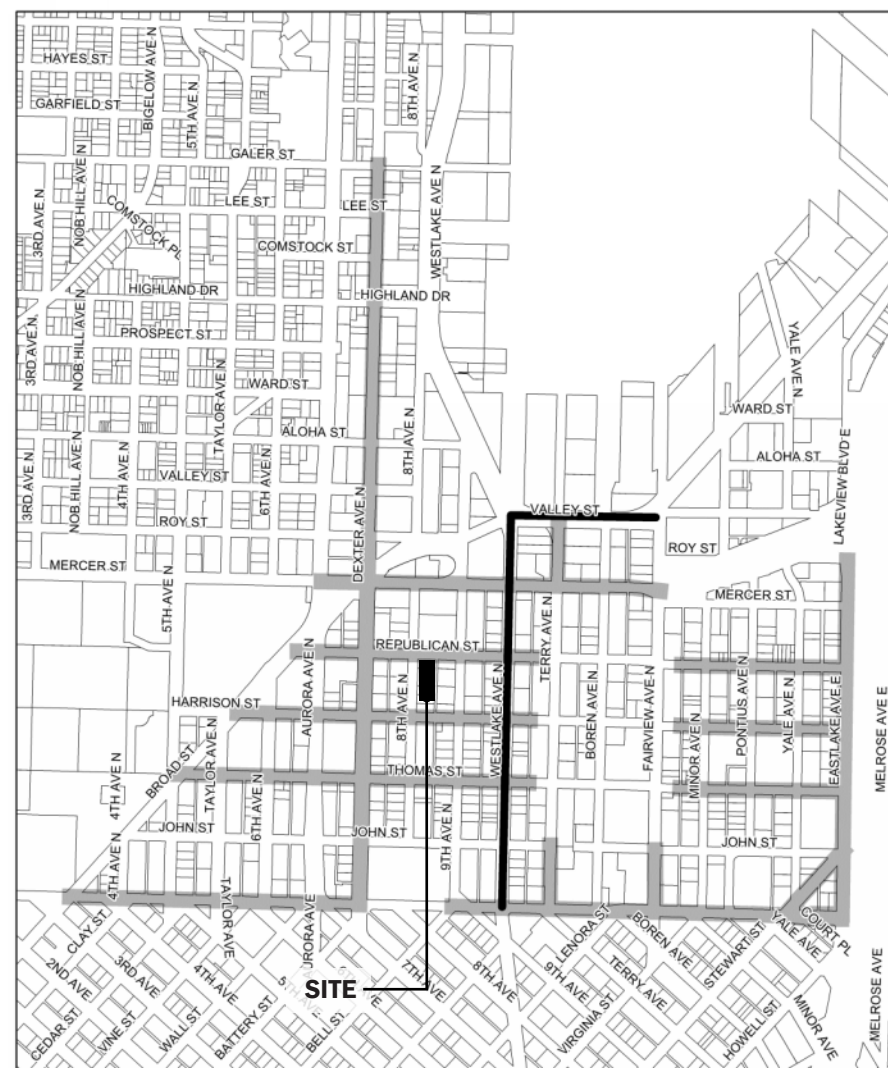 HAYES ST
BIGELOW AVE N
5TH AVE N
8TH AVE N
GARFIELD ST
GALER ST
3RD AVE N
NOB HILL AVE N
LEE ST
LEE ST
WESTLAKE AVE N
COMSTOCK PL
COMSTOCK ST
HIGHLAND DR
HIGHLAND DR
3RD AVE N
NOB HILL AVE N
PROSPECT ST
YALE AVE N
TAYLOR AVE N
WARD ST
WARD ST
ALOHA ST
8TH AVE N
3RD AVE N
NOB HILL AVE N
4TH AVE N
6TH AVE N
ALOHA ST
LAKEVIEW BLVD E
VALLEY ST
DEXTER AVE N
VALLEY ST
ROY ST
ROY ST
MERCER ST
MERCER ST
5TH AVE N
AURORA AVE N
REPUBLICAN ST
TERRY AVE N
8TH AVE N
WESTLAKE AVE N
BOREN AVE N
FAIRVIEW AVE N
MINOR AVE N
PONTIUS AVE N
YALE AVE N
EASTLAKE AVE E
MELROSE AVE E
HARRISON ST
BROAD ST
4TH AVE N
TAYLOR AVE N
THOMAS ST
6TH AVE N
9TH AVE N
JOHN ST
JOHN ST
JOHN ST
4TH AVE N
CLAY ST
TAYLOR AVE
AURORA AVE
LENORA ST
BOREN AVE
STEWART ST
YALE AVE
COURT PL
2ND AVE
3RD AVE
4TH AVE
5TH AVE
6TH AVE
7TH AVE
8TH AVE
9TH AVE
TERRY AVE
MINOR AVE
MELROSE AVE
SITE
CEDAR ST
VINE ST
WALL ST
BATTERY ST
BELL ST
VIRGINIA ST
HOWELL ST